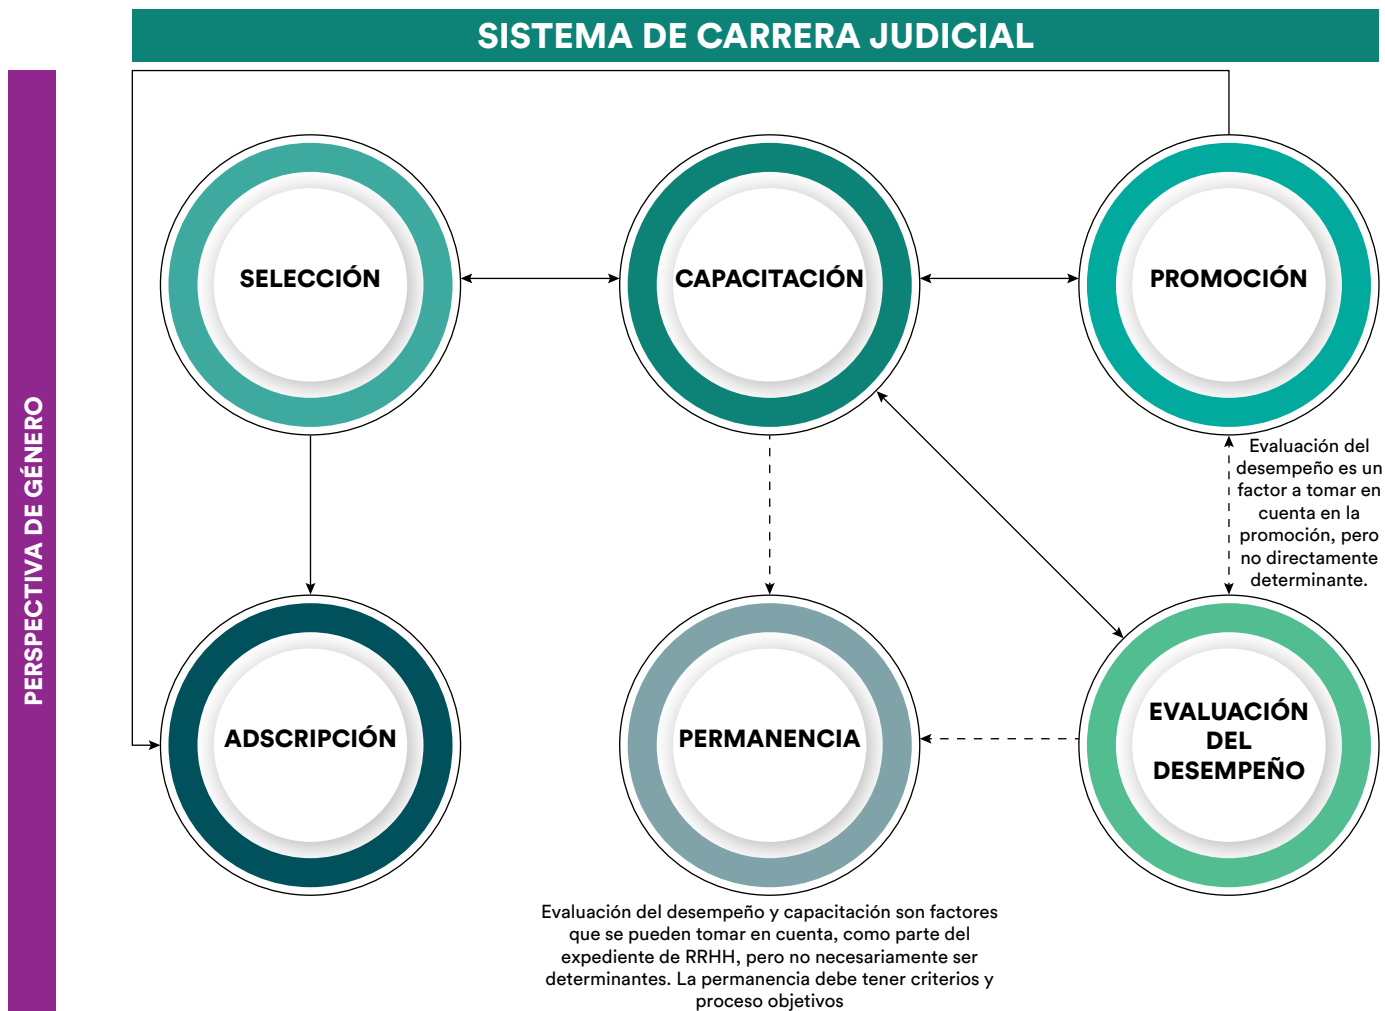 SISTEMA DE CARRERA JUDICIAL
PERSPECTIVA DE GÉNERO
SELECCIÓN
CAPACITACIÓN
PROMOCIÓN
Evaluación del
desempeño es un
factor a tomar en
cuenta en la
promoción, pero
no directamente
determinante.
ADSCRIPCIÓN
PERMANENCIA
EVALUACIÓN
DEL
DESEMPEÑO
Evaluación del desempeño y capacitación son factores
que se pueden tomar en cuenta, como parte del
expediente de RRHH, pero no necesariamente ser
determinantes. La permanencia debe tener criterios y
proceso objetivos